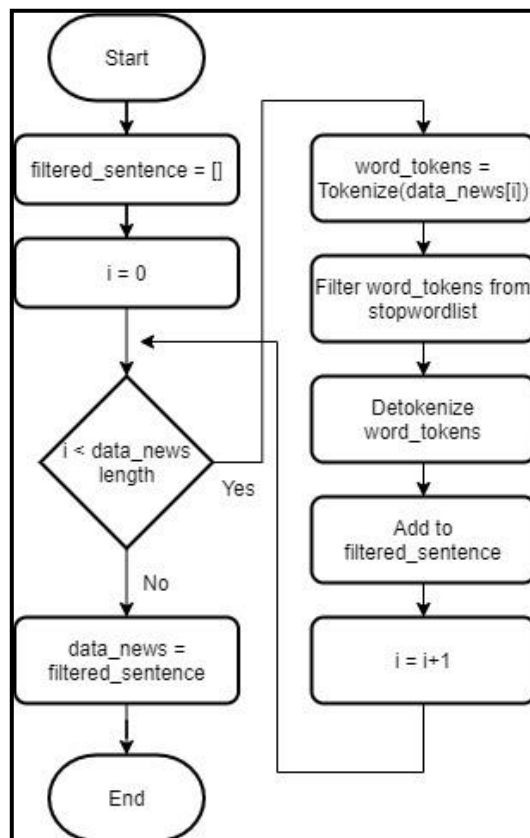 Start
filtered_sentence = []
i = 0
i < data_news
length
Yes
No
data_news =
filtered_sentence
End
word_tokens =
Tokenize(data_news[i])
Filter word_tokens from
stopwordlist
Detokenize
word_tokens
Add to
filtered_sentence
i = i+1